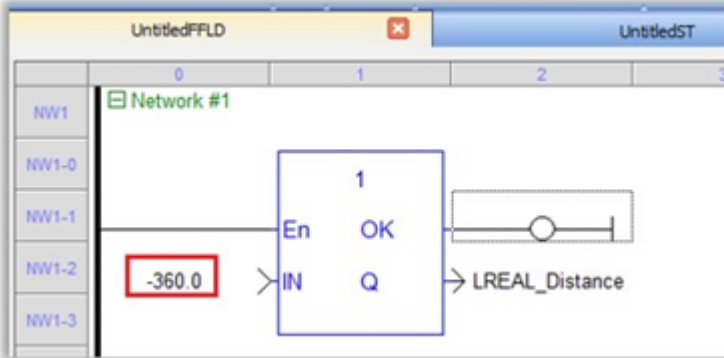 UntitledFFLD UntitledST
0 1 2 3
NW1 Network #1
NW1-0 1
NW1-1 En OK
NW1-2 -360.0 IN Q LREAL_Distance
NW1-3